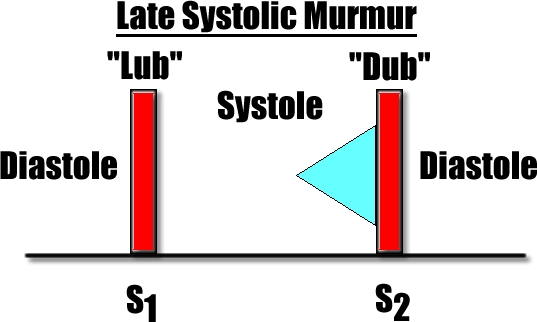 Late Systolic Murmur
"Lub" "Dub"
Systole
Diastole Diastole
S1 S2